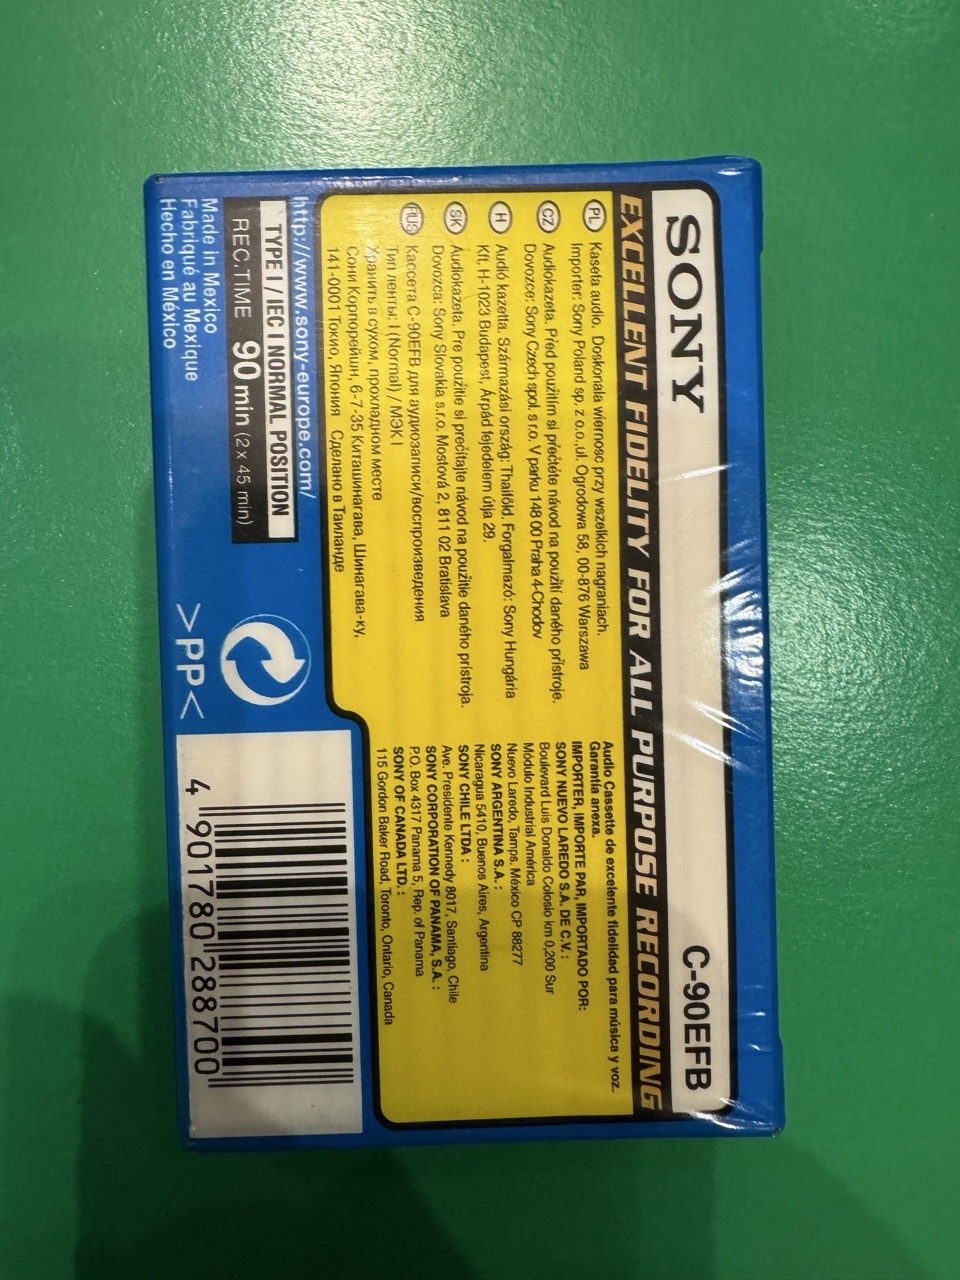 SONY
C-90EFB
EXCELLENT FIDELITY FOR ALL PURPOSE RECORDING
PL Kaseta audio. Doskonała wierność przy wszelkich nagraniach.
Importer: Sony Poland sp. z o.o.,ul. Ogrodowa 58, 00-876 Warszawa
CZ Audiokazeta. Před použitím si přečtěte návod na použití daného přístroje.
Dovozce: Sony Czech spol. s r.o. V parku 148 00 Praha 4-Chodov
H Audió kazetta. Származási ország: Thaiföld. Forgalmazó: Sony Hungária
Kft. H-1023 Budapest, Árpád fejedelem útja 29.
SK Audiokazeta. Pre použitie si prečítajte návod na použitie daného prístroja.
Dovozca: Sony Slovakia s.r.o. Mostová 2, 811 02 Bratislava
RUS Кассета C-90EFB для аудиозаписи/воспроизведения
Тип ленты: I (Normal) / МЭК I
Хранить в сухом, прохладном месте
Сони Корпорейшн, 6-7-35 Киташинагава, Шинагава-ку,
141-0001 Токио, Япония Сделано в Таиланде
Audio Cassette de excelente fidelidad para música y voz.
Garantía anexa.
IMPORTER, IMPORTE PAR, IMPORTADO POR:
SONY NUEVO LAREDO S.A. DE C.V.:
Boulevard Luis Donaldo Colosio km 0,200 Sur
Módulo Industrial América
Nuevo Laredo, Tamps. México CP 88277
SONY ARGENTINA S.A.:
Nicaragua 5410, Buenos Aires, Argentina
SONY CHILE LTDA:
Ave. Presidente Kennedy 8017, Santiago, Chile
SONY CORPORATION OF PANAMA, S.A.:
P.O. Box 4317 Panama 5, Rep. of Panama
SONY OF CANADA LTD.:
115 Gordon Baker Road, Toronto, Ontario, Canada
http://www.sony-europe.com/
TYPE I / IEC I NORMAL POSITION
REC.TIME 90 min (2 x 45 min)
Made in Mexico
Fabriqué au Mexique
Hecho en México
>PP<
4 901780 288700